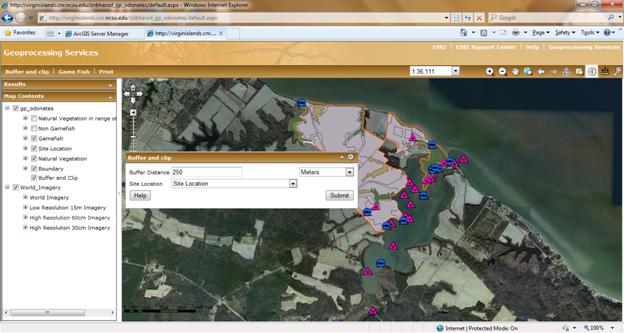 http://virginislands.cnr.ncsu.edu/znbharod_gp_odonates/default.aspx - Windows Internet Explorer
http://virginislands.cnr.ncsu.edu/znbharod_gp_odonates/default.aspx
Google
ArcGIS Server Manager
http://virginislands.cnr....
Page
Safety
Tools
Geoprocessing Services
ESRI | ESRI Support Center | Help | Geoprocessing Services
Buffer and clip | Game Fish | Print
1:36,111
Results
Map Contents
gp_odonates
Natural Vegetation in range of
Non Gamefish
Gamefish
Site Location
Natural Vegetation
Boundary
Buffer and Clip
World_Imagery
World Imagery
Low Resolution 15m Imagery
High Resolution 60cm Imagery
High Resolution 30cm Imagery
Buffer and clip
Buffer Distance 250 Meters
Site Location Site Location
Help Submit
Internet | Protected Mode: On
100%